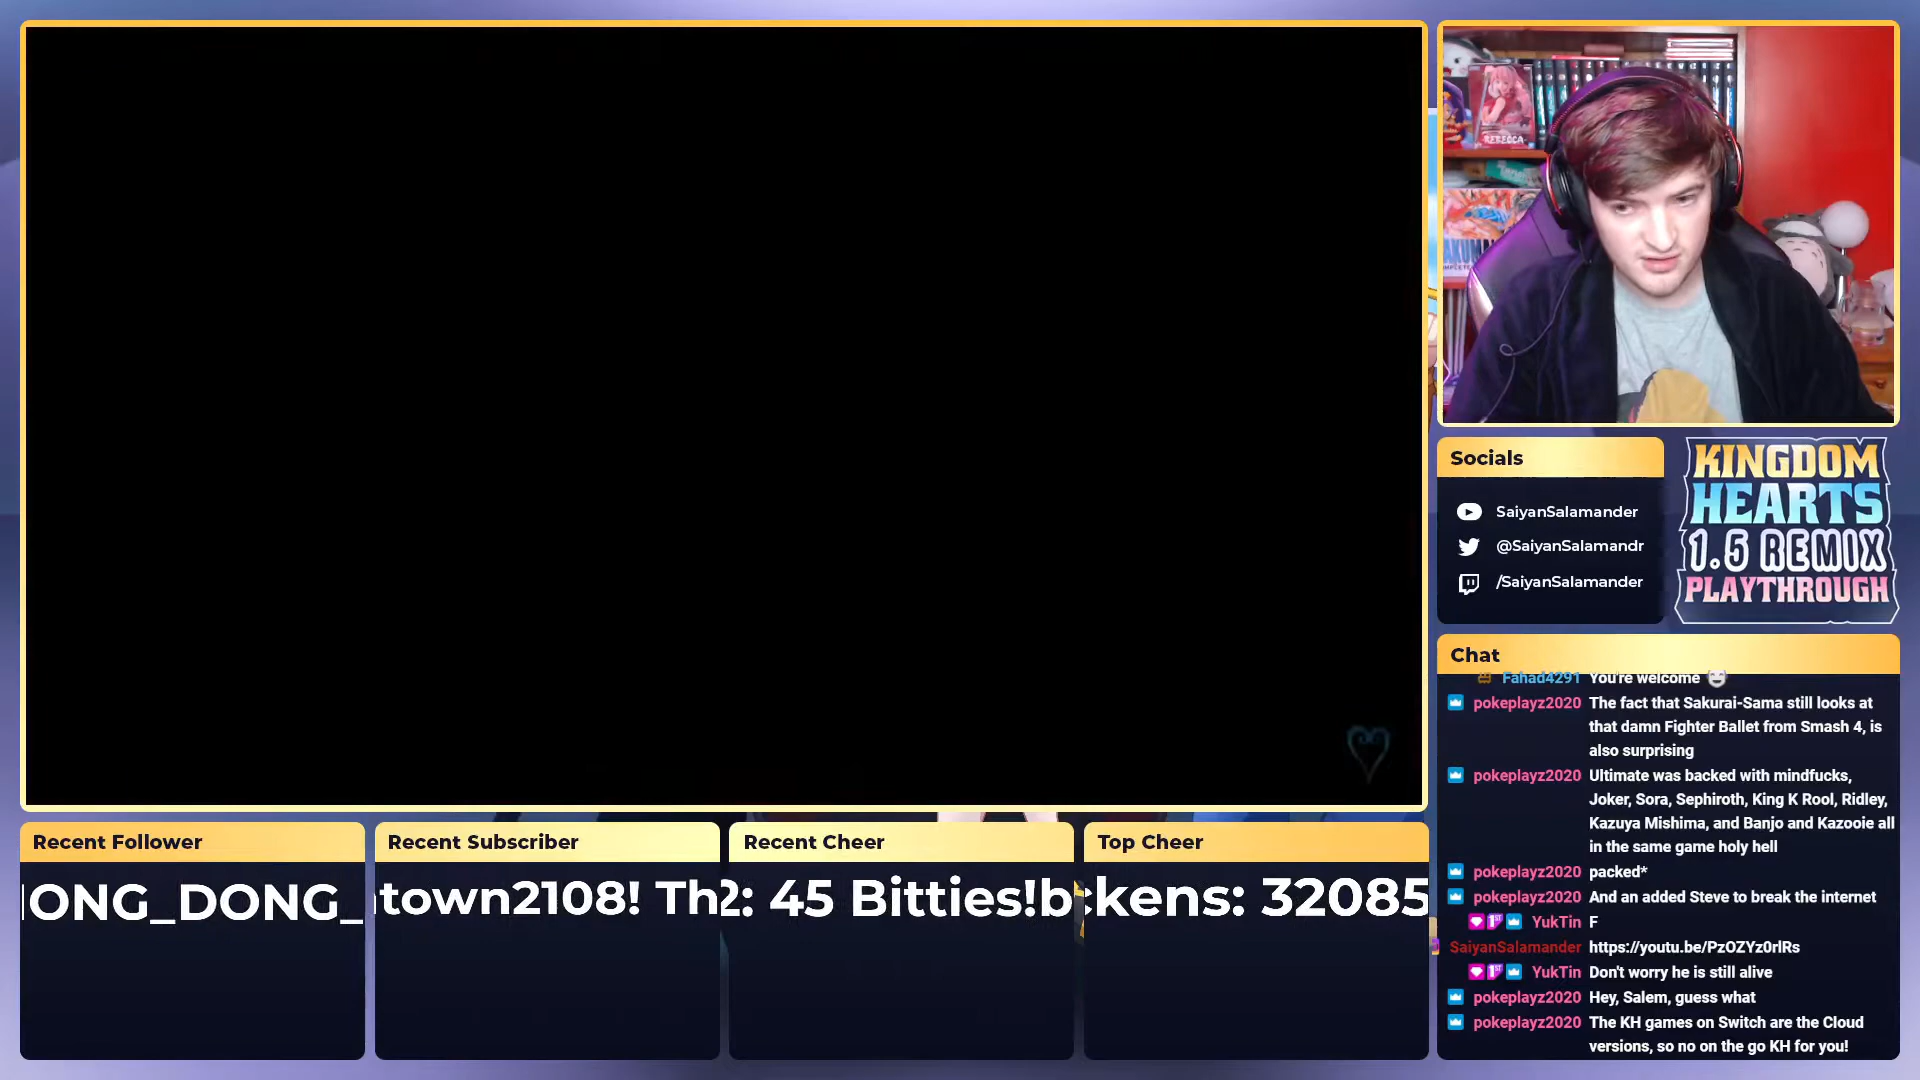 REBECCA
Socials
SaiyanSalamander
@SaiyanSalamandr
/SaiyanSalamander
KINGDOM
HEARTS
1.5 REMIX
PLAYTHROUGH
Chat
Fahad4291 You're welcome
pokeplayz2020 The fact that Sakurai-Sama still looks at
that damn Fighter Ballet from Smash 4, is
also surprising
pokeplayz2020 Ultimate was backed with mindfucks,
Joker, Sora, Sephiroth, King K Rool, Ridley,
Kazuya Mishima, and Banjo and Kazooie all
in the same game holy hell
pokeplayz2020 packed*
pokeplayz2020 And an added Steve to break the internet
YukTin F
SaiyanSalamander https://youtu.be/PzOZYz0rlRs
YukTin Don't worry he is still alive
pokeplayz2020 Hey, Salem, guess what
pokeplayz2020 The KH games on Switch are the Cloud
versions, so no on the go KH for you!
Recent Follower
IONG_DONG_
Recent Subscriber
town2108! Th
Recent Cheer
2: 45 Bitties!b
Top Cheer
ckens: 32085